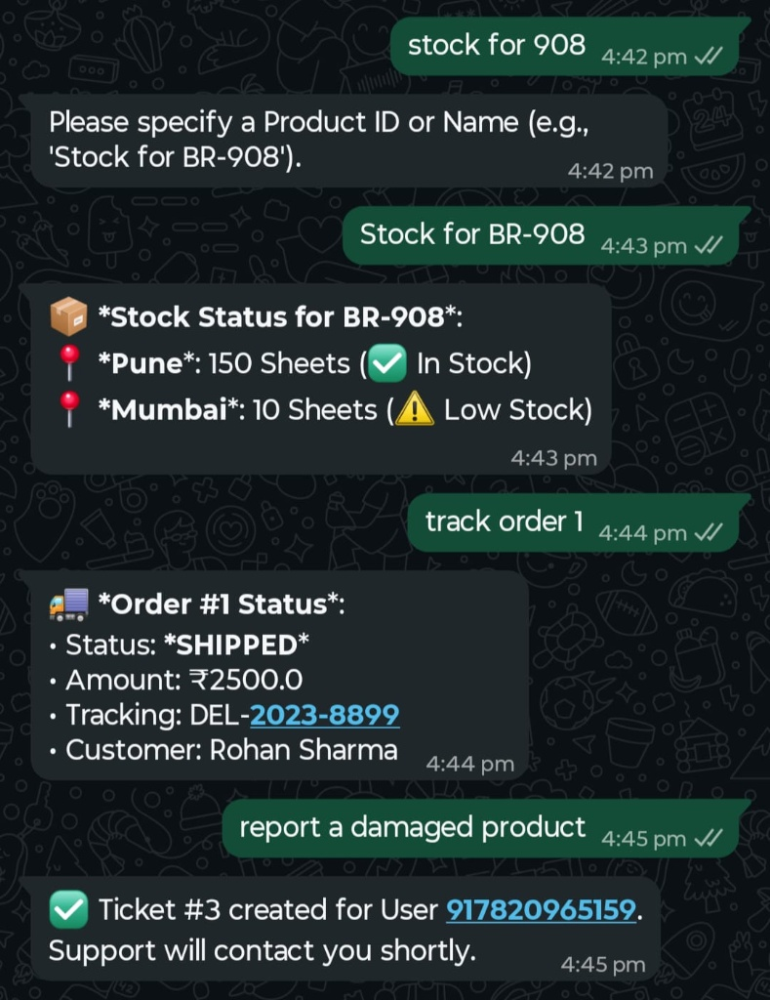 stock for 908 4:42 pm
Please specify a Product ID or Name (e.g.,
'Stock for BR-908').
4:42 pm
Stock for BR-908 4:43 pm
📦 *Stock Status for BR-908*:
📍 *Pune*: 150 Sheets (✅ In Stock)
📍 *Mumbai*: 10 Sheets (⚠️ Low Stock)
4:43 pm
track order 1 4:44 pm
🚚 *Order #1 Status*:
• Status: *SHIPPED*
• Amount: ₹2500.0
• Tracking: DEL-2023-8899
• Customer: Rohan Sharma 4:44 pm
report a damaged product 4:45 pm
✅ Ticket #3 created for User 917820965159.
Support will contact you shortly.
4:45 pm